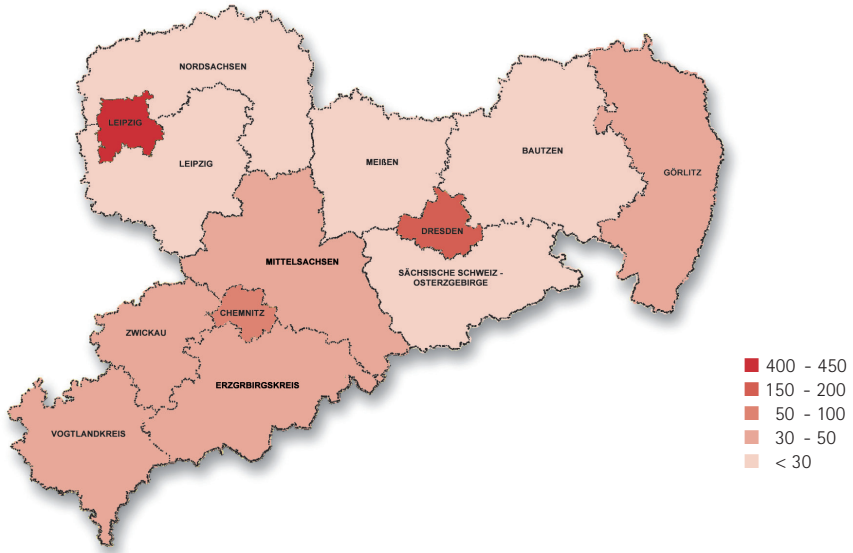 NORDSACHSEN
LEIPZIG
LEIPZIG
MEIßEN
BAUTZEN
GÖRLITZ
DRESDEN
MITTELSACHSEN
SÄCHSISCHE SCHWEIZ -
OSTERZGEBIRGE
CHEMNITZ
ZWICKAU
ERZGRBIRGSKREIS
VOGTLANDKREIS
400 - 450
150 - 200
50 - 100
30 - 50
< 30